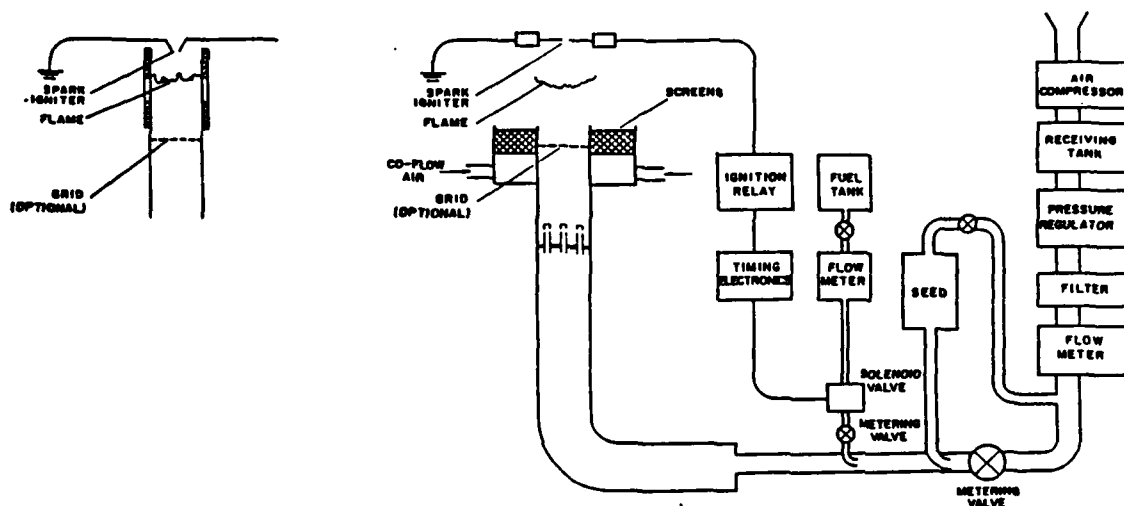 SPARK
IGNITER
FLAME
GRID
(OPTIONAL)
SPARK
IGNITER
FLAME
SCREENS
CO-FLOW
AIR
GRID
(OPTIONAL)
IGNITION
RELAY
FUEL
TANK
TIMING
ELECTRONICS
FLOW
METER
SOLENOID
VALVE
METERING
VALVE
SEED
AIR
COMPRESSOR
RECEIVING
TANK
PRESSURE
REGULATOR
FILTER
FLOW
METER
METERING
VALVE